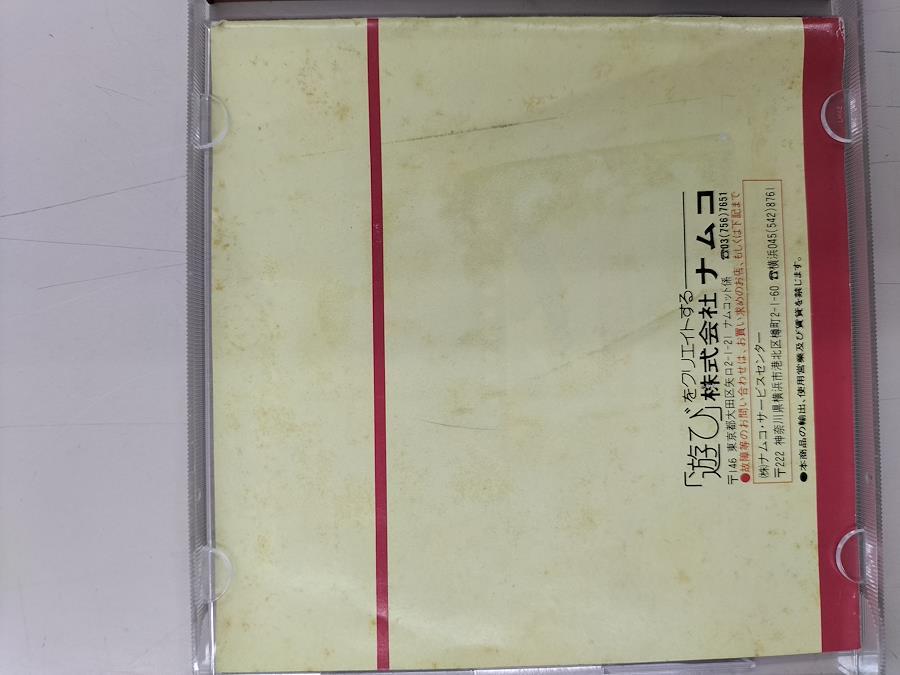 「遊び」をクリエイトする
株式会社ナムコ
〒146 東京都大田区矢口2-1-21 ナムコット係 ☎03(756)7651
●故障等のお問い合わせは、お買い求めのお店、もしくは下記まで
㈱ナムコ・サービスセンター
〒222 神奈川県横浜市港北区樽町2-1-60 ☎横浜045(542)8761
●本商品の輸出、使用営業及び賃貸を禁じます。